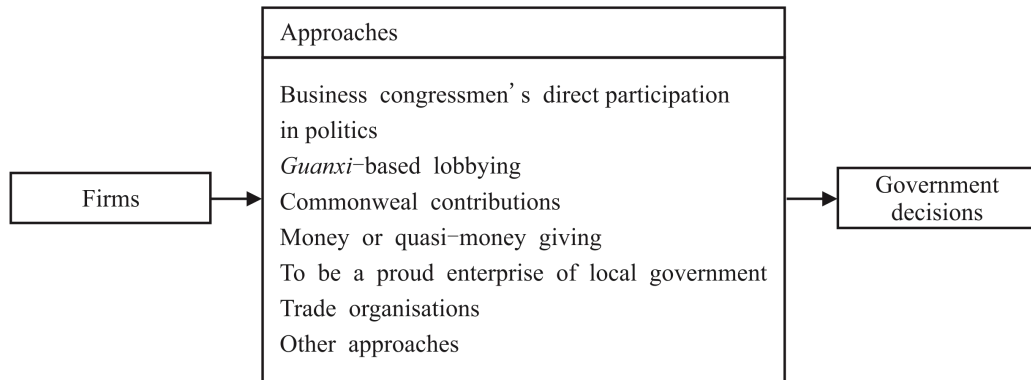 Approaches
Business congressmen's direct participation
in politics
Guanxi-based lobbying
Commonweal contributions
Money or quasi-money giving
To be a proud enterprise of local government
Trade organisations
Other approaches
Firms
Government
decisions